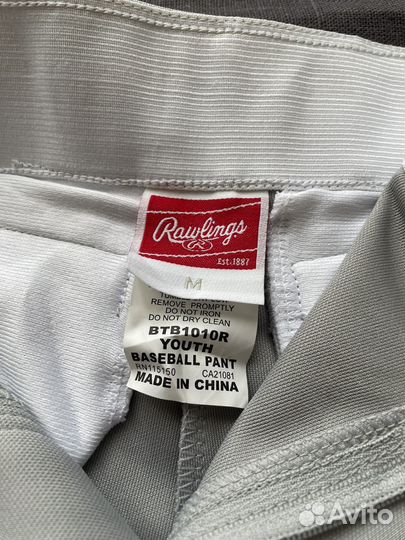 Rawlings
R
Est. 1887
M
REMOVE PROMPTLY
DO NOT IRON
DO NOT DRY CLEAN
BTB1010R
YOUTH
BASEBALL PANT
RN115150 CA21081
MADE IN CHINA
Avito